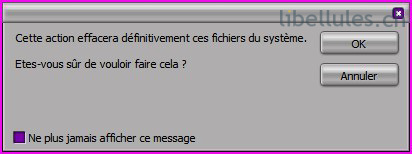 libellules.ch
Cette action effacera définitivement ces fichiers du système.
OK
Etes-vous sûr de vouloir faire cela ?
Annuler
Ne plus jamais afficher ce message